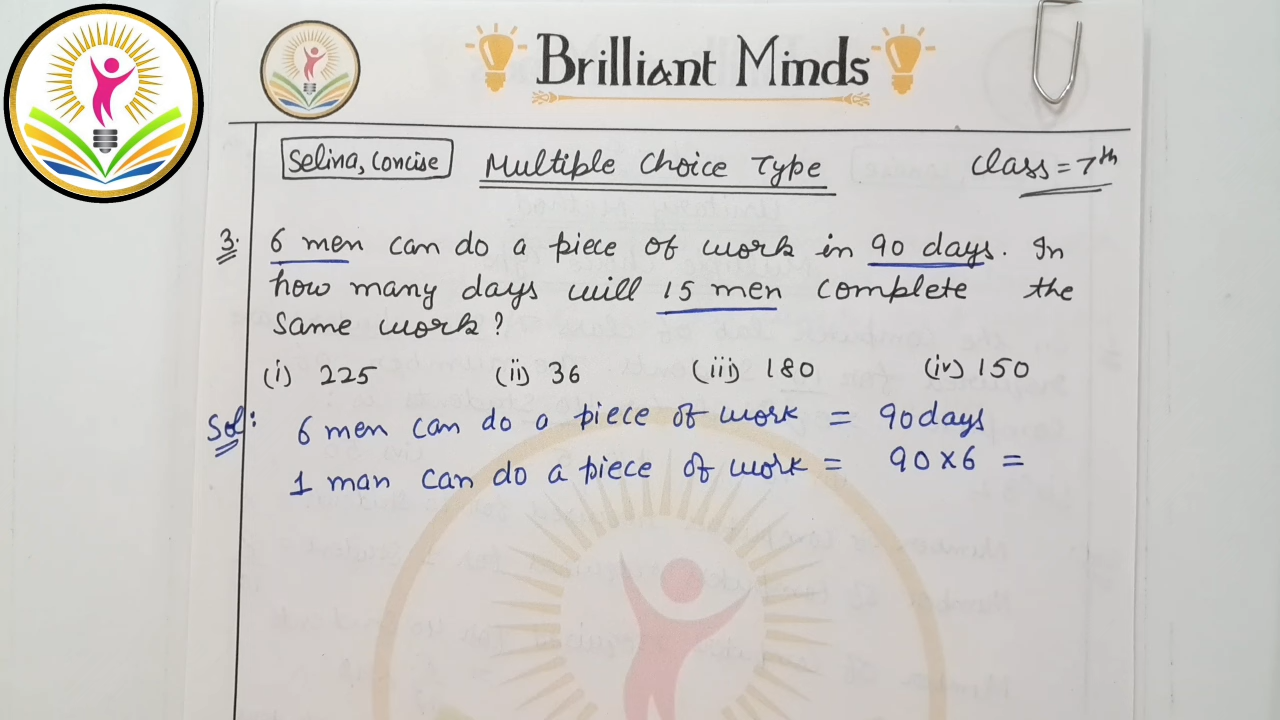 Brilliant Minds
Selina, Concise Multiple Choice Type Class = 7th
3. 6 men can do a piece of work in 90 days. In
how many days will 15 men complete the
same work?
(i) 225 (ii) 36 (iii) 180 (iv) 150
Sol: 6 men can do a piece of work = 90 days
1 man can do a piece of work = 90 × 6 =